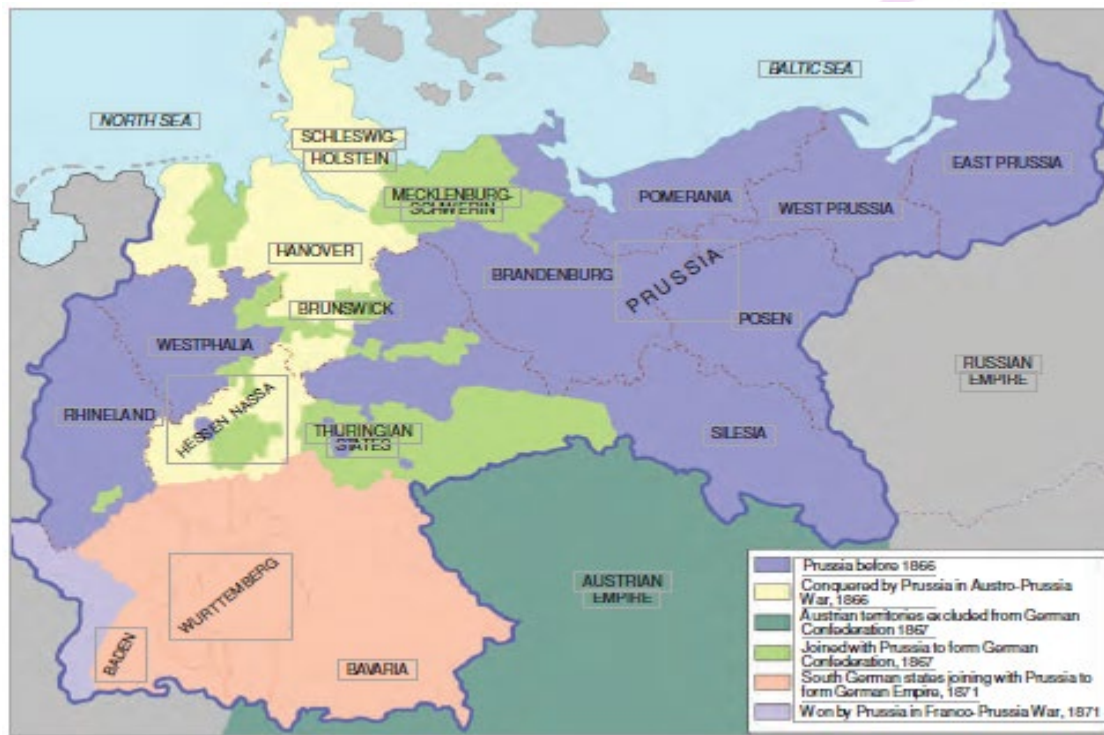 BALTIC SEA
NORTH SEA
SCHLESWIG-
HOLSTEIN
EAST PRUSSIA
MECKLENBURG-
SCHWERIN
POMERANIA
WEST PRUSSIA
HANOVER
BRANDENBURG
PRUSSIA
BRUNSWICK
POSEN
WESTPHALIA
RUSSIAN
EMPIRE
RHINELAND
HESSEN NASSA
THURINGIAN
STATES
SILESIA
AUSTRIAN
EMPIRE
WURTTEMBERG
BADEN
BAVARIA
Prussia before 1866
Conquered by Prussia in Austro-Prussia
War, 1866
Austrian territories excluded from German
Confederation 1867
Joined with Prussia to form German
Confederation, 1867
South German states joining with Prussia to
form German Empire, 1871
Won by Prussia in Franco-Prussia War, 1871